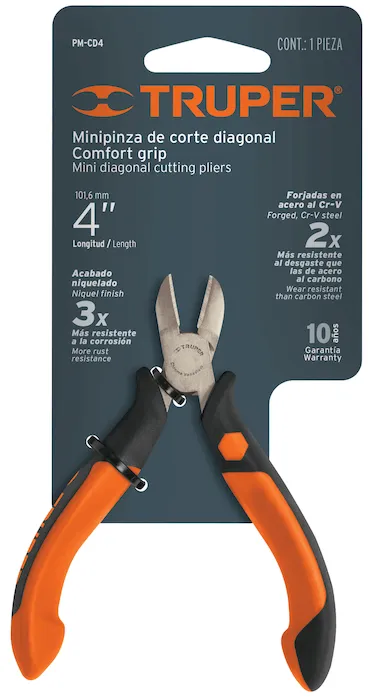 PM-CD4
CONT.: 1 PIEZA
TRUPER®
Minipinza de corte diagonal
Comfort grip
Mini diagonal cutting pliers
101,6 mm
4”
Longitud / Length
Acabado
niquelado
Niquel finish
3x
Más resistente
a la corrosión
More rust
resistance
Forjadas en
acero al Cr-V
Forged, Cr-V steel
2x
Más resistente
al desgaste que
las de acero
al carbono
Wear resistant
than carbon steel
10 años
Garantía
Warranty
TRUPER